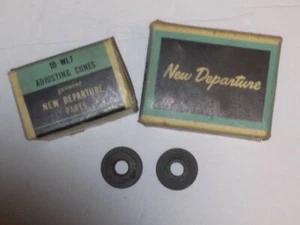 10 WL7
ADJUSTING CONES
genuine
NEW DEPARTURE
PARTS
New Departure